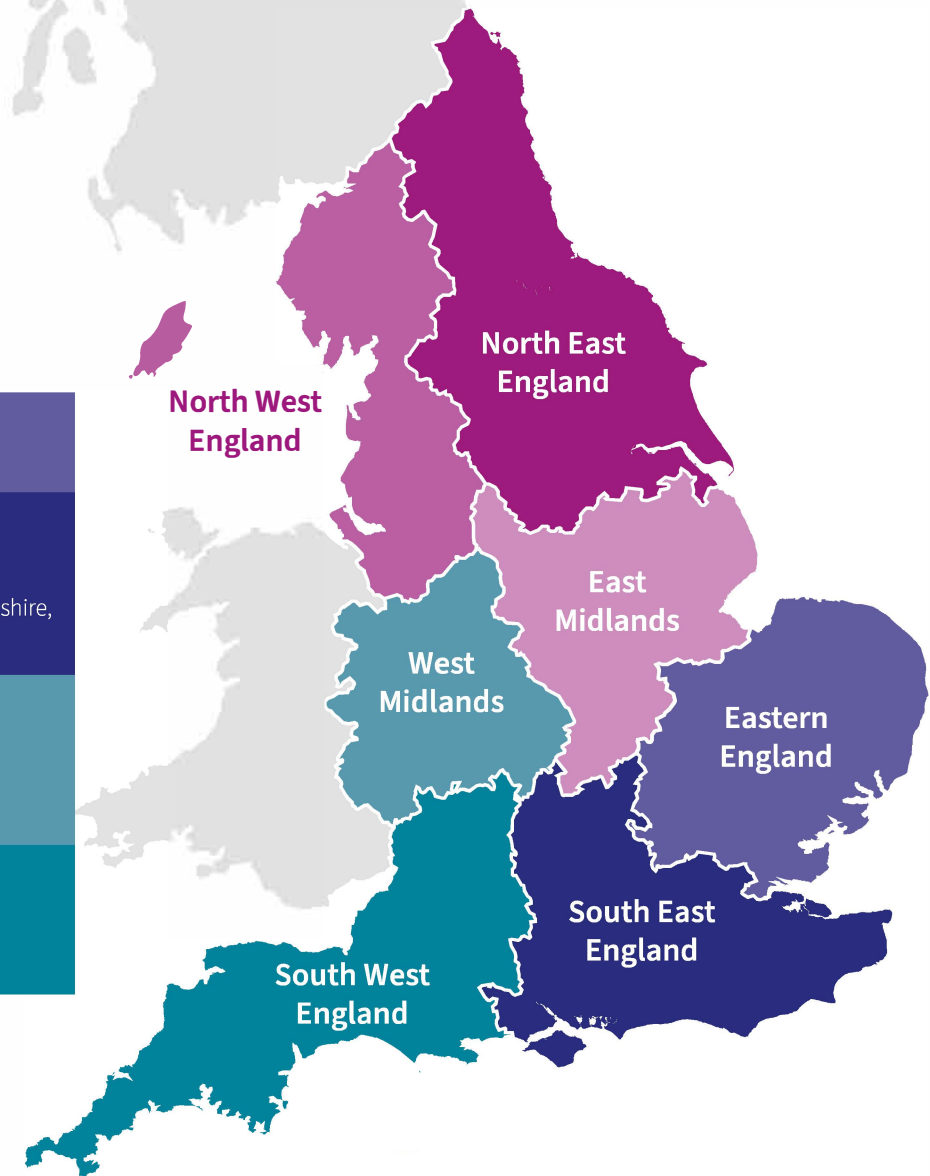 North East
England
North West
England
shire,
East
Midlands
West
Midlands
Eastern
England
South East
England
South West
England